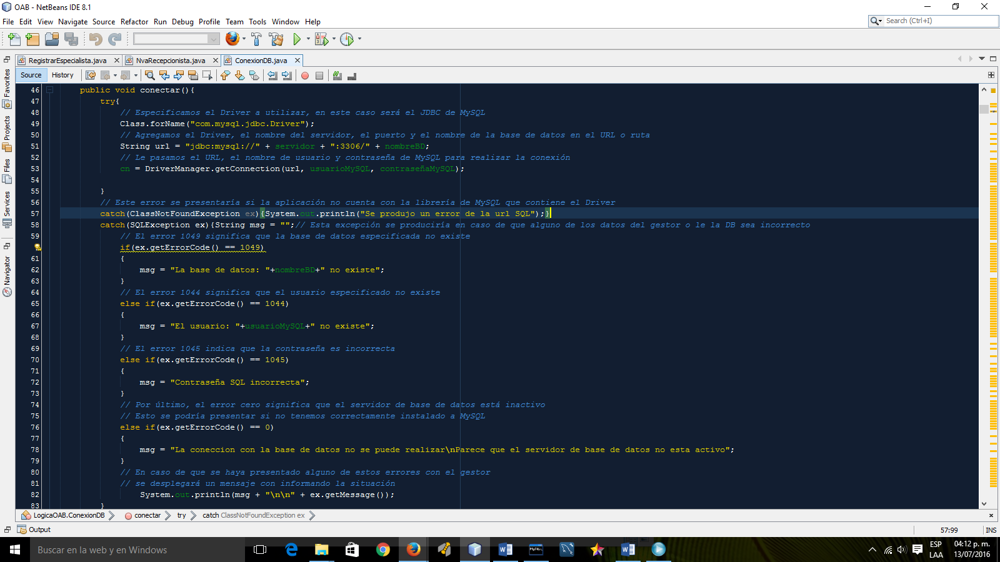 OAB - NetBeans IDE 8.1
File Edit View Navigate Source Refactor Run Debug Profile Team Tools Window Help
Search (Ctrl+I)
RegistrarEspecialista.java NvaRecepcionista.java ConexionDB.java
Source History
Favorites
Projects
Files
Services
Navigator
46 public void conectar(){
47 try{
48 // Especificamos el Driver a utilizar, en este caso será el JDBC de MySQL
49 Class.forName("com.mysql.jdbc.Driver");
50 // Agregamos el Driver, el nombre del servidor, el puerto y el nombre de la base de datos en el URL o ruta
51 String url = "jdbc:mysql://" + servidor + ":3306/" + nombreBD;
52 // Le pasamos el URL, el nombre de usuario y contraseña de MySQL para realizar la conexión
53 cn = DriverManager.getConnection(url, usuarioMySQL, contraseñaMySQL);
54
55 }
56 // Este error se presentaría si la aplicación no cuenta con la librería de MySQL que contiene el Driver
57 catch(ClassNotFoundException ex){System.out.println("Se produjo un error de la url SQL");}
58 catch(SQLException ex){String msg = "";// Esta excepción se produciría en caso de que alguno de los datos del gestor o le la DB sea incorrecto
59 // El error 1049 significa que la base de datos especificada no existe
if(ex.getErrorCode() == 1049)
61 {
62 msg = "La base de datos: "+nombreBD+" no existe";
63 }
64 // El error 1044 significa que el usuario especificado no existe
65 else if(ex.getErrorCode() == 1044)
66 {
67 msg = "El usuario: "+usuarioMySQL+" no existe";
68 }
69 // El error 1045 indica que la contraseña es incorrecta
70 else if(ex.getErrorCode() == 1045)
71 {
72 msg = "Contraseña SQL incorrecta";
73 }
74 // Por último, el error cero significa que el servidor de base de datos está inactivo
75 // Esto se podría presentar si no tenemos correctamente instalado a MySQL
76 else if(ex.getErrorCode() == 0)
77 {
78 msg = "La coneccion con la base de datos no se puede realizar\nParece que el servidor de base de datos no esta activo";
79 }
80 // En caso de que se haya presentado alguno de estos errores con el gestor
81 // se desplegará un mensaje con informando la situación
82 System.out.println(msg + "\n\n" + ex.getMessage());
83 }
LogicaOAB.ConexionDB conectar try catch ClassNotFoundException ex
Output
57:99 INS
Buscar en la web y en Windows
ESP
LAA
04:12 p. m.
13/07/2016